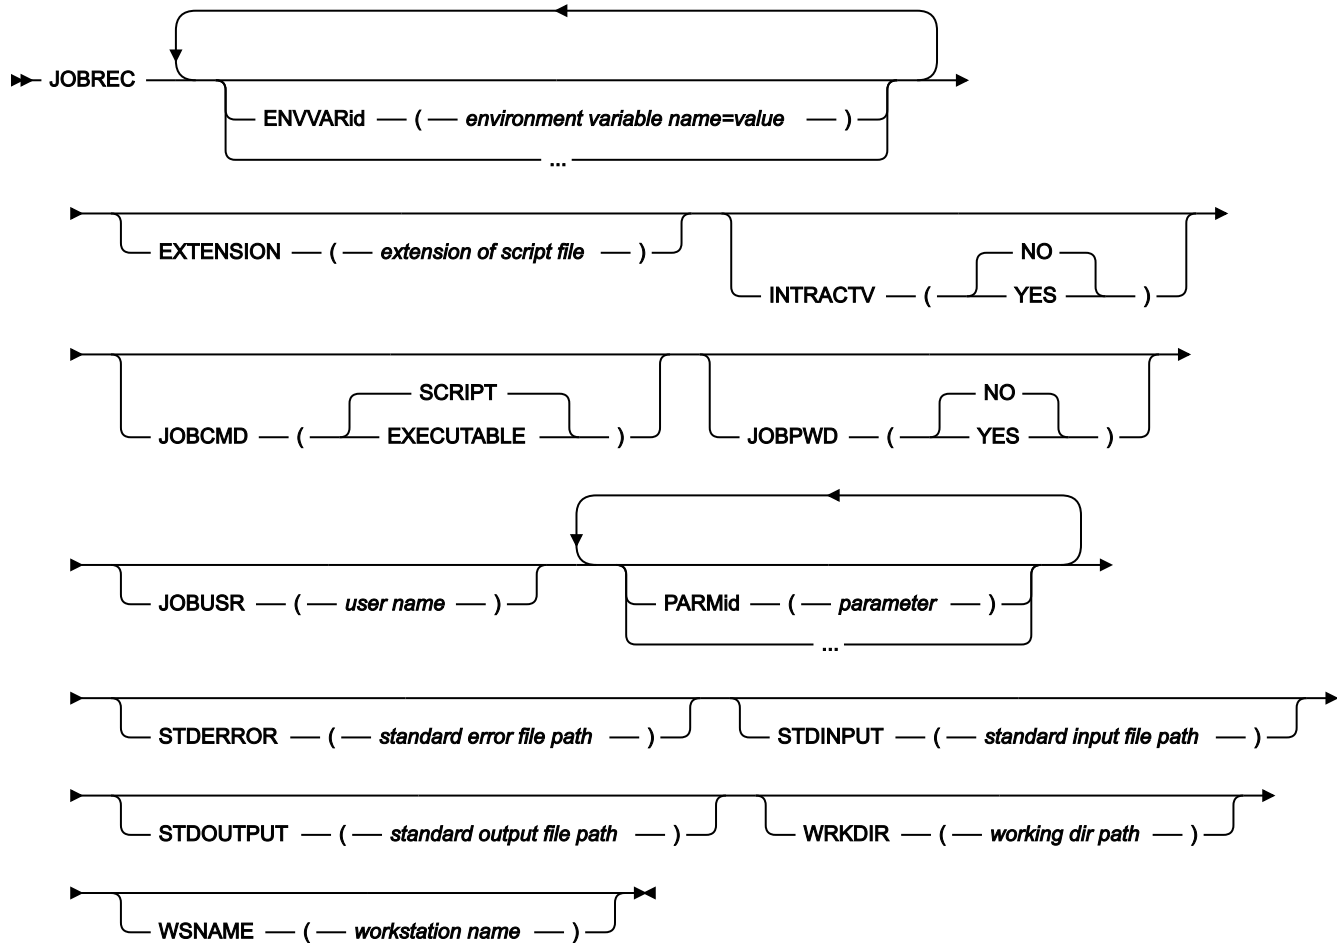 JOBREC
ENVVARid ( environment variable name=value )
...
EXTENSION ( extension of script file )
NO
INTRACTV ( YES )
SCRIPT
JOBCMD ( EXECUTABLE )
NO
JOBPWD ( YES )
JOBUSR ( user name )
PARMid ( parameter )
...
STDERROR ( standard error file path )
STDINPUT ( standard input file path )
STDOUTPUT ( standard output file path )
WRKDIR ( working dir path )
WSNAME ( workstation name )